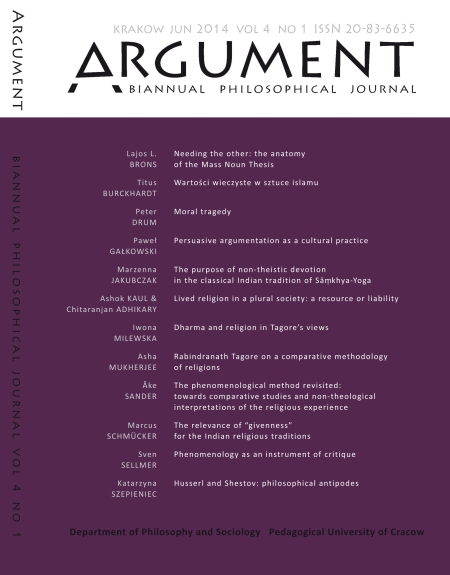 KRAKOW JUN 2014 VOL 4 NO 1 ISSN 20-83-6635
ARGUMENT
BIANNUAL PHILOSOPHICAL JOURNAL
ARGUMENT
BIANNUAL PHILOSOPHICAL JOURNAL VOL 4 NO 1
Lajos L. Needing the other: the anatomy
BRONS of the Mass Noun Thesis
Titus Wartości wieczyste w sztuce islamu
BURCKHARDT
Peter Moral tragedy
DRUM
Paweł Persuasive argumentation as a cultural practice
GAŁKOWSKI
Marzenna The purpose of non-theistic devotion
JAKUBCZAK in the classical Indian tradition of Sāṃkhya-Yoga
Ashok KAUL & Lived religion in a plural society: a resource or liability
Chitaranjan ADHIKARY
Iwona Dharma and religion in Tagore's views
MILEWSKA
Asha Rabindranath Tagore on a comparative methodology
MUKHERJEE of religions
Åke The phenomenological method revisited:
SANDER towards comparative studies and non-theological
interpretations of the religious experience
Marcus The relevance of “givenness”
SCHMÜCKER for the Indian religious traditions
Sven Phenomenology as an instrument of critique
SELLMER
Katarzyna Husserl and Shestov: philosophical antipodes
SZEPIENIEC
Department of Philosophy and Sociology Pedagogical University of Cracow